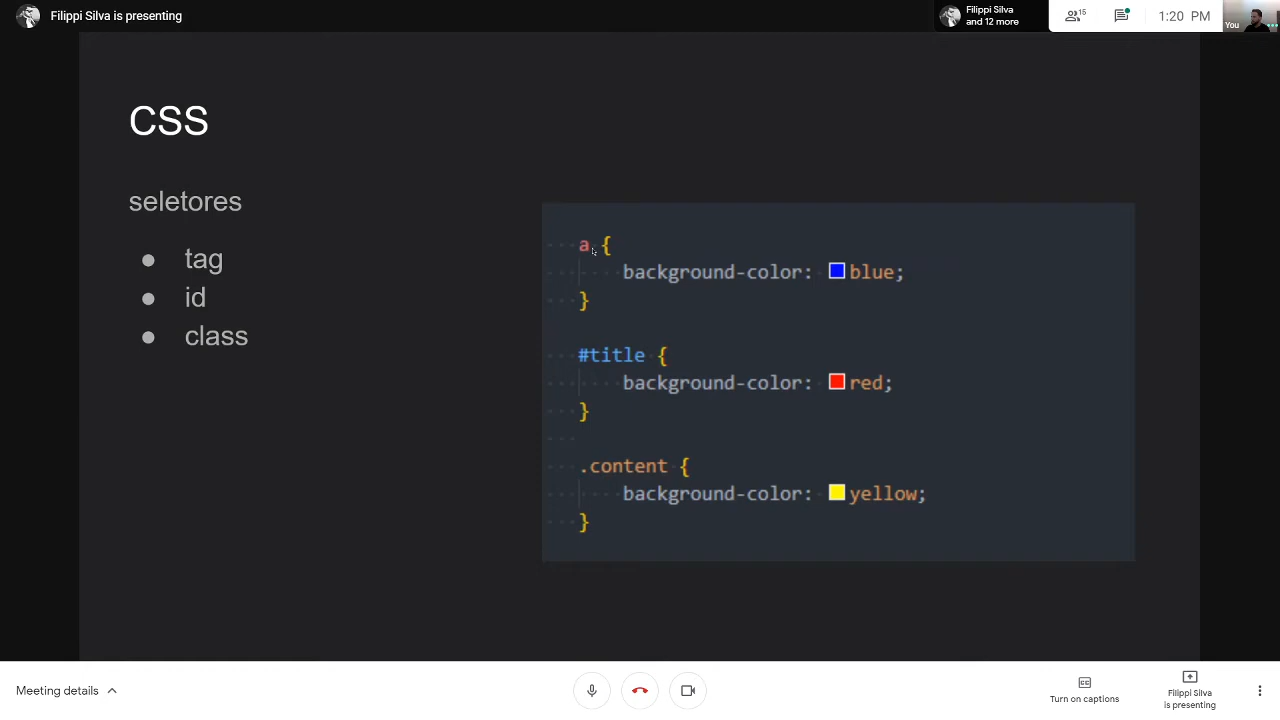 Filippi Silva is presenting
Filippi Silva
and 12 more
15
1:20 PM
You
CSS
seletores
● tag
● id
● class
a {
background-color: blue;
}
#title {
background-color: red;
}
.content {
background-color: yellow;
}
Meeting details
Turn on captions
Filippi Silva
is presenting